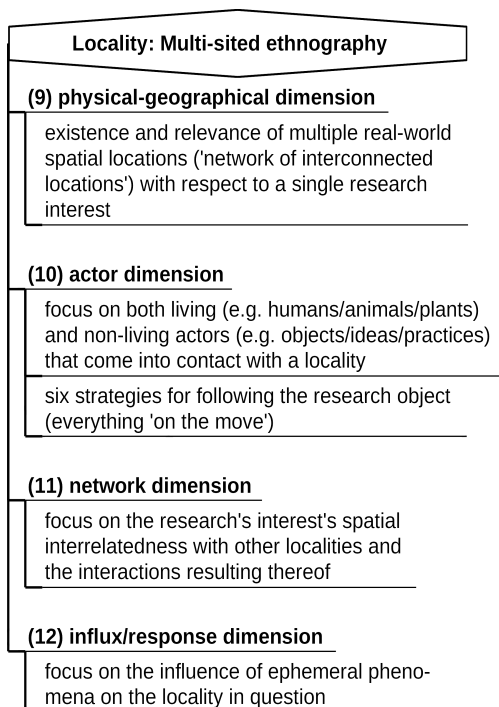 Locality: Multi-sited ethnography
(9) physical-geographical dimension
existence and relevance of multiple real-world
spatial locations ('network of interconnected
locations') with respect to a single research
interest
(10) actor dimension
focus on both living (e.g. humans/animals/plants)
and non-living actors (e.g. objects/ideas/practices)
that come into contact with a locality
six strategies for following the research object
(everything 'on the move')
(11) network dimension
focus on the research's interest's spatial
interrelatedness with other localities and
the interactions resulting thereof
(12) influx/response dimension
focus on the influence of ephemeral pheno-
mena on the locality in question